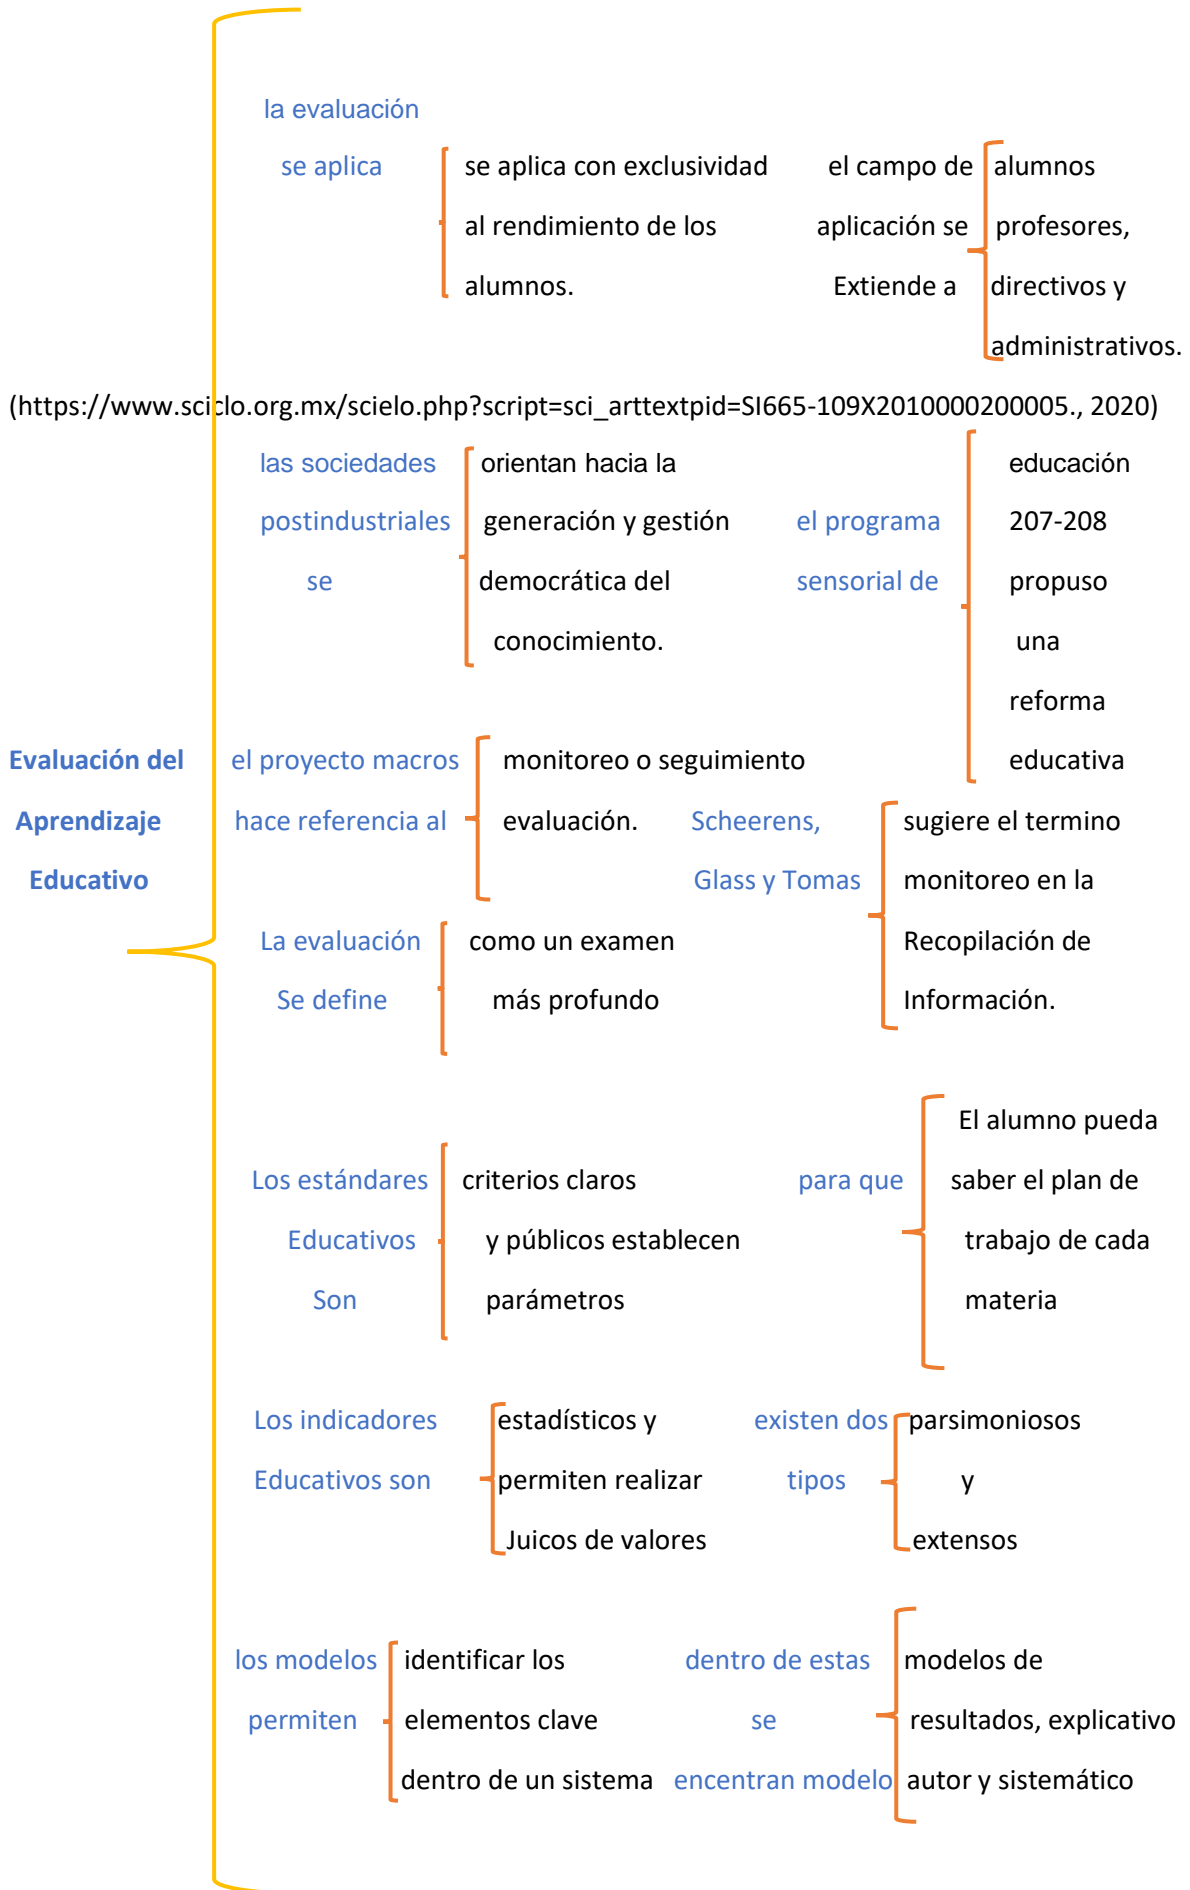 la evaluación
se aplica
se aplica con exclusividad
al rendimiento de los
alumnos.
el campo de
aplicación se
Extiende a
alumnos
profesores,
directivos y
administrativos.
(https://www.sciclo.org.mx/scielo.php?script=sci_arttextpid=SI665-109X2010000200005., 2020)
las sociedades
postindustriales
se
orientan hacia la
generación y gestión
democrática del
conocimiento.
el programa
sensorial de
educación
207-208
propuso
una
reforma
educativa
Evaluación del
Aprendizaje
Educativo
el proyecto macros
hace referencia al
monitoreo o seguimiento
evaluación.
Scheerens,
Glass y Tomas
sugiere el termino
monitoreo en la
Recopilación de
Información.
La evaluación
Se define
como un examen
más profundo
Los estándares
Educativos
Son
criterios claros
y públicos establecen
parámetros
para que
El alumno pueda
saber el plan de
trabajo de cada
materia
Los indicadores
Educativos son
estadísticos y
permiten realizar
Juicos de valores
existen dos
tipos
parsimoniosos
y
extensos
los modelos
permiten
identificar los
elementos clave
dentro de un sistema
dentro de estas
se
encentran modelo
modelos de
resultados, explicativo
autor y sistemático